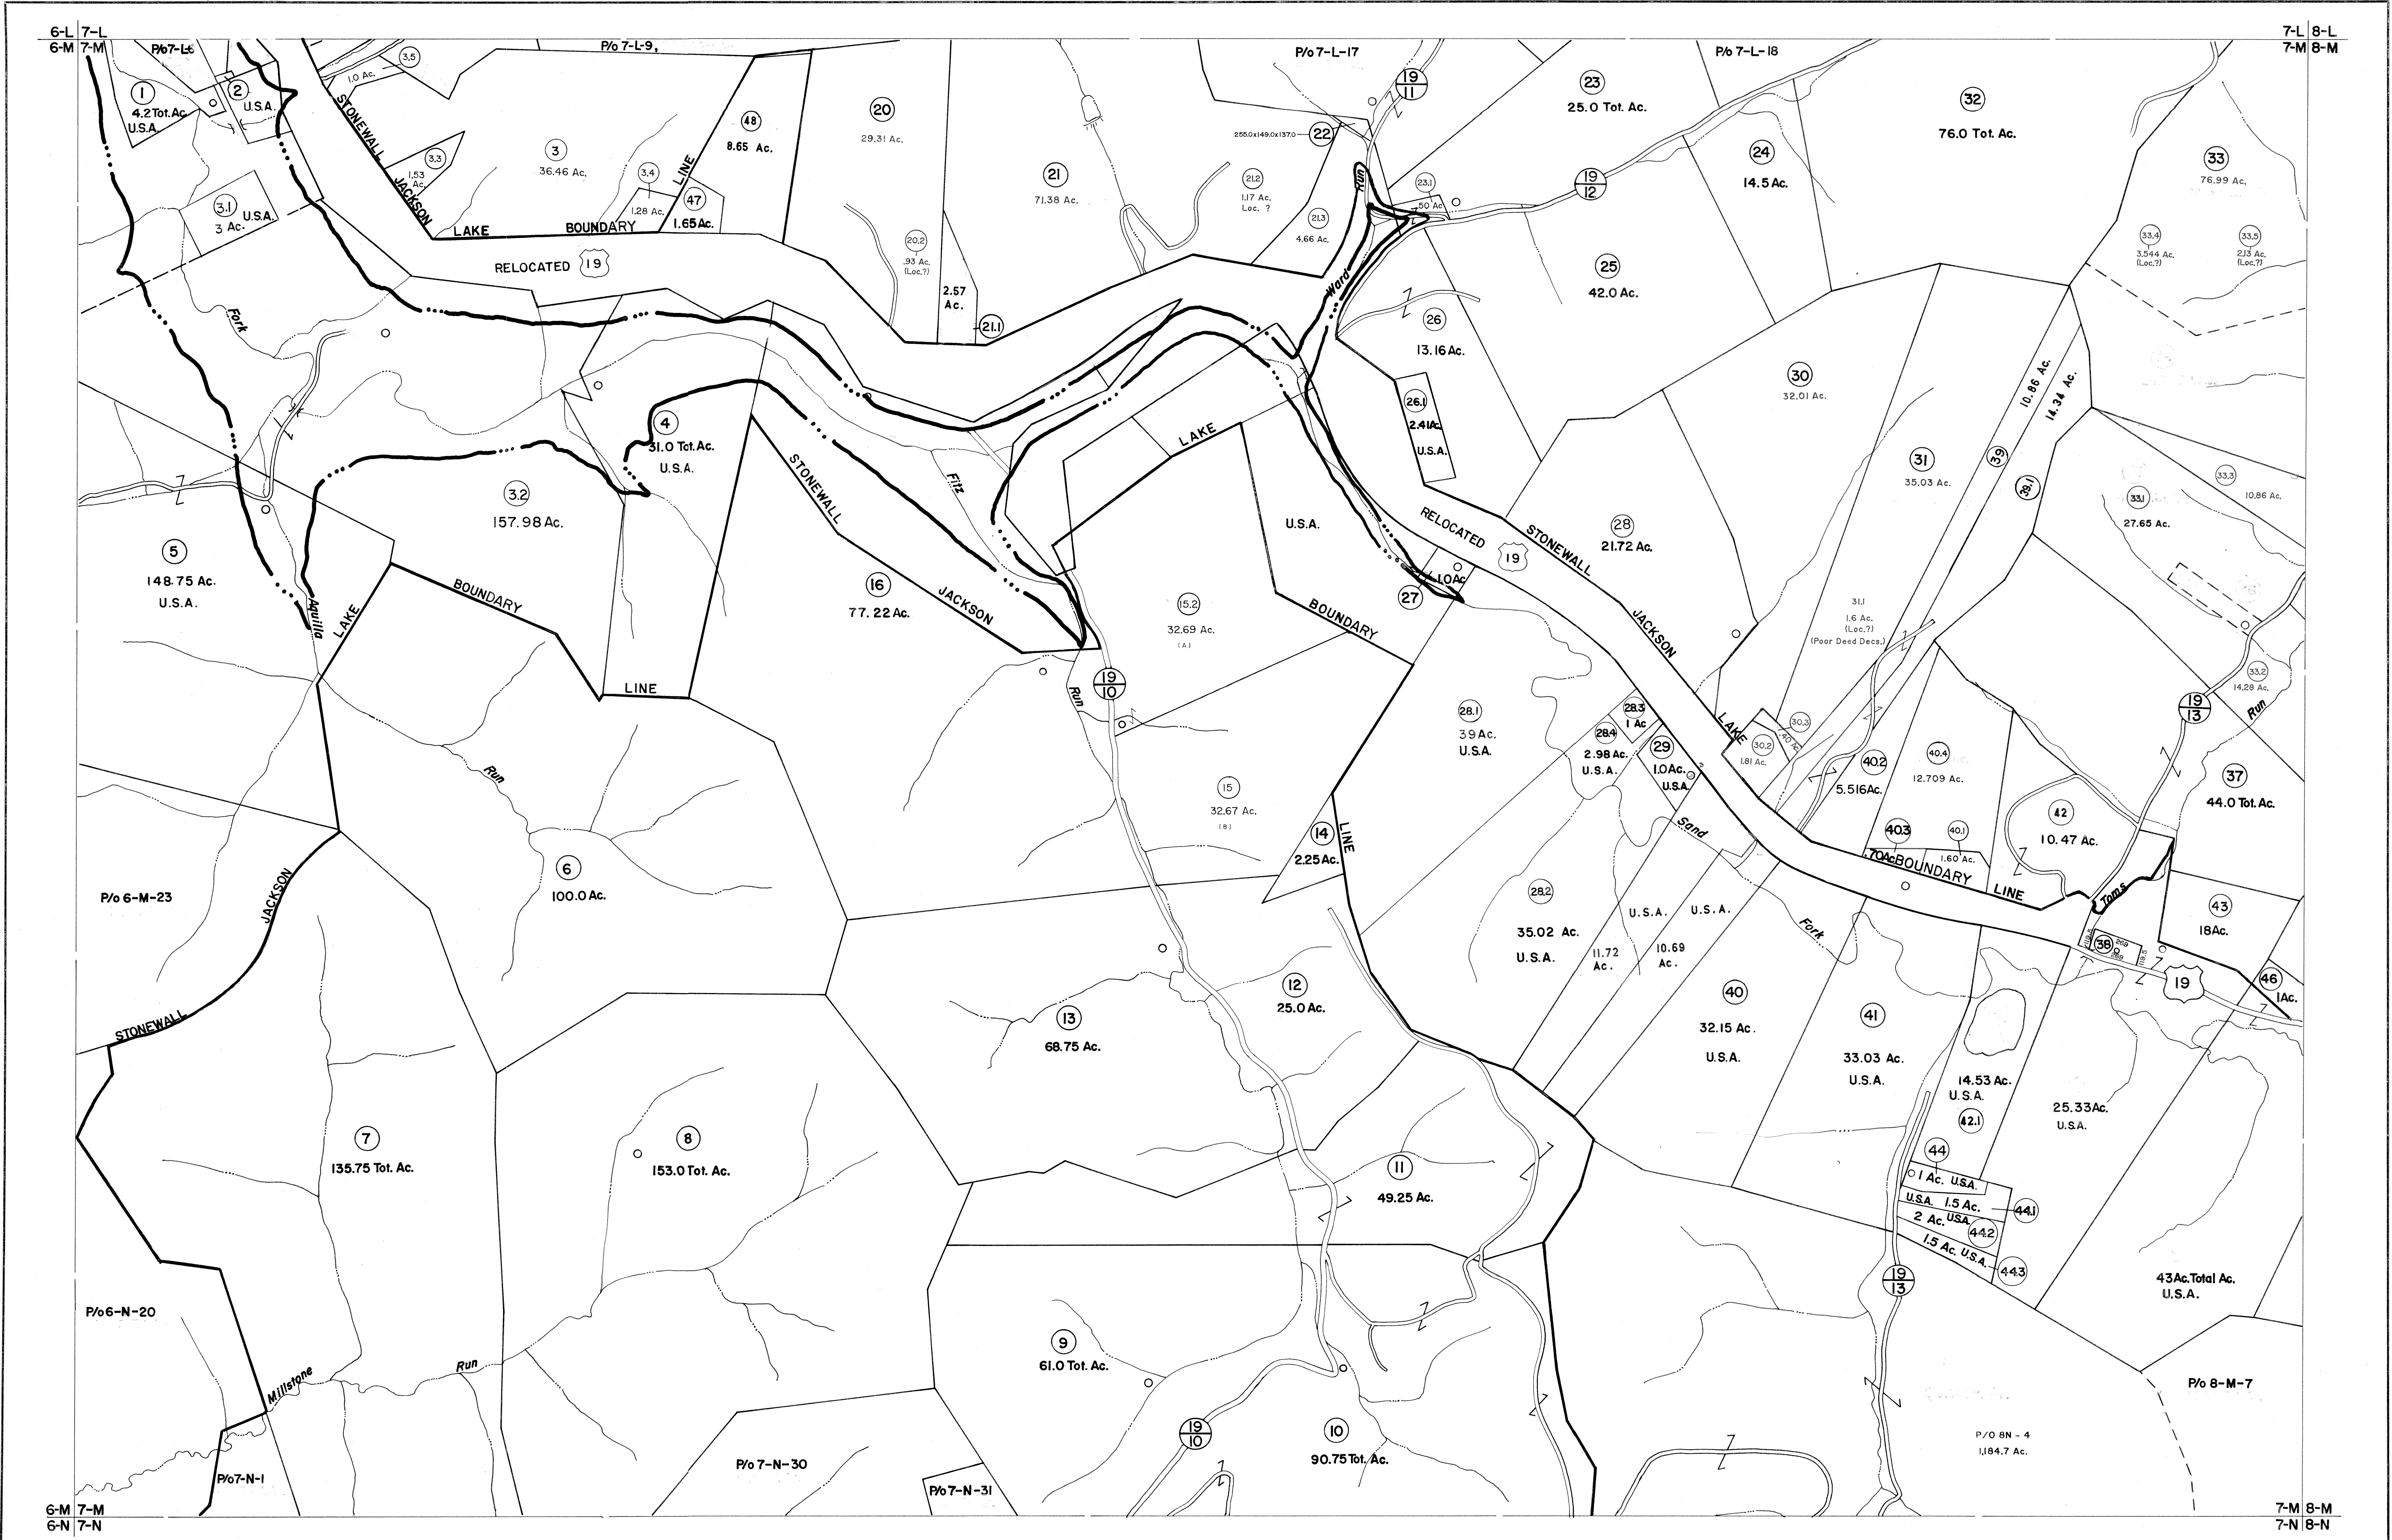 6-L 7-L
6-M 7-M
7-L 8-L
7-M 8-M
P/o 7-L-6
P/o 7-L-9,
P/o 7-L-17
P/o 7-L-18
1
4.2 Tot. Ac.
U.S.A.
2
U.S.A.
3.5
1.0 Ac.
STONEWALL
JACKSON
LAKE
BOUNDARY
LINE
3.3
1.53
Ac.
3
36.46 Ac.
3.4
1.28 Ac.
47
1.65 Ac.
48
8.65 Ac.
20
29.31 Ac.
20.2
.93 Ac.
(Loc.?)
2.57
Ac.
21.1
21
71.38 Ac.
21.2
1.17 Ac.
Loc. ?
255.0x149.0x137.0
22
21.3
4.66 Ac.
19
11
Run
Ward
23
25.0 Tot. Ac.
23.1
.50 Ac
19
12
24
14.5 Ac.
32
76.0 Tot. Ac.
33
76.99 Ac.
33.4
3.544 Ac.
(Loc.?)
33.5
2.13 Ac.
(Loc.?)
3.1
U.S.A.
3 Ac.
RELOCATED 19
Fork
25
42.0 Ac.
26
13.16 Ac.
26.1
2.41 Ac.
U.S.A.
30
32.01 Ac.
10.86 Ac.
14.34 Ac.
39
39.1
31
35.03 Ac.
33.3
10.86 Ac.
33.1
27.65 Ac.
4
31.0 Tot. Ac.
U.S.A.
3.2
157.98 Ac.
STONEWALL
JACKSON
Fitz
LAKE
U.S.A.
BOUNDARY
RELOCATED
19
STONEWALL
JACKSON
LAKE
28
21.72 Ac.
5
148.75 Ac.
U.S.A.
Aquilla
LAKE
BOUNDARY
LINE
16
77.22 Ac.
15.2
32.69 Ac.
(A)
1.0 Ac
27
31.1
1.6 Ac.
(Loc.?)
(Poor Deed Decs.)
33.2
14.28 Ac.
19
13
Run
19
10
Run
28.1
39 Ac.
U.S.A.
28.3
1 Ac
28.4
2.98 Ac.
U.S.A.
29
1.0 Ac.
U.S.A.
30.3
.40 Ac.
30.2
1.81 Ac.
40.2
5.516 Ac.
40.4
12.709 Ac.
37
44.0 Tot. Ac.
Run
15
32.67 Ac.
(B)
14
2.25 Ac.
LINE
Sand
Fork
40.3
.70 Ac
40.1
1.60 Ac.
BOUNDARY
LINE
42
10.47 Ac.
Toms
43
18 Ac.
38
269
269
119.5
119.5
19
46
1 Ac.
P/o 6-M-23
JACKSON
STONEWALL
6
100.0 Ac.
28.2
35.02 Ac.
U.S.A.
U.S.A.
11.72
Ac.
U.S.A.
10.69
Ac.
40
32.15 Ac.
U.S.A.
41
33.03 Ac.
U.S.A.
14.53 Ac.
U.S.A.
42.1
25.33 Ac.
U.S.A.
13
68.75 Ac.
12
25.0 Ac.
7
135.75 Tot. Ac.
8
153.0 Tot. Ac.
11
49.25 Ac.
44
1 Ac. U.S.A.
U.S.A. 1.5 Ac.
44.1
2 Ac. U.S.A.
44.2
1.5 Ac. U.S.A.
44.3
19
13
43 Ac. Total Ac.
U.S.A.
P/o 6-N-20
Millstone
Run
9
61.0 Tot. Ac.
19
10
10
90.75 Tot. Ac.
P/o 8-M-7
P/O 8N - 4
1,184.7 Ac.
P/o 7-N-1
P/o 7-N-30
P/o 7-N-31
6-M 7-M
6-N 7-N
7-M 8-M
7-N 8-N